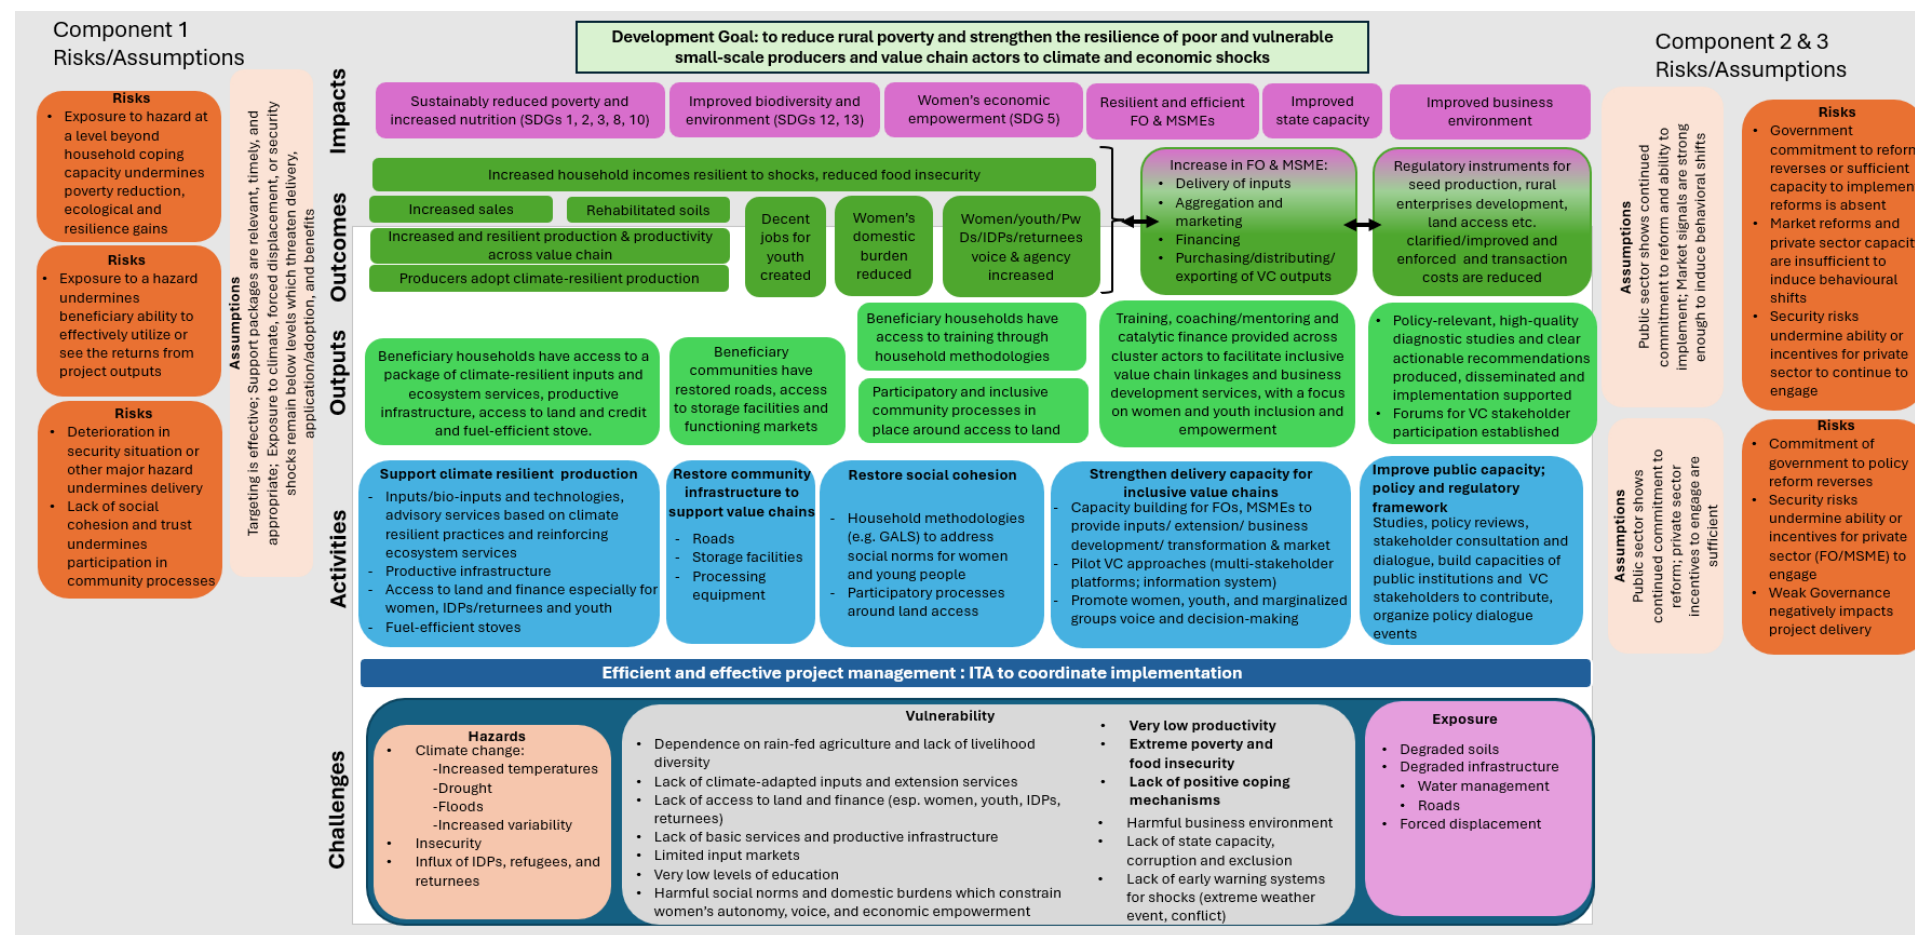 Component 1
Risks/Assumptions
Risks
• Exposure to hazard at
a level beyond
household coping
capacity undermines
poverty reduction,
ecological and
resilience gains
Risks
• Exposure to a hazard
undermines
beneficiary ability to
effectively utilize or
see the returns from
project outputs
Risks
• Deterioration in
security situation or
other major hazard
undermines delivery
• Lack of social
cohesion and trust
undermines
participation in
community processes
Assumptions
Targeting is effective; Support packages are relevant, timely, and
appropriate; Exposure to climate, forced displacement, or security
shocks remain below levels which threaten delivery,
application/adoption, and benefits
Development Goal: to reduce rural poverty and strengthen the resilience of poor and vulnerable
small-scale producers and value chain actors to climate and economic shocks
Impacts
Sustainably reduced poverty and
increased nutrition (SDGs 1, 2, 3, 8, 10)
Improved biodiversity and
environment (SDGs 12, 13)
Women's economic
empowerment (SDG 5)
Resilient and efficient
FO & MSMEs
Improved
state capacity
Improved business
environment
Outcomes
Increased household incomes resilient to shocks, reduced food insecurity
Increased sales
Rehabilitated soils
Increased and resilient production & productivity
across value chain
Producers adopt climate-resilient production
Decent
jobs for
youth
created
Women's
domestic
burden
reduced
Women/youth/Pw
Ds/IDPs/returnees
voice & agency
increased
Increase in FO & MSME:
• Delivery of inputs
• Aggregation and
marketing
• Financing
• Purchasing/distributing/
exporting of VC outputs
Regulatory instruments for
seed production, rural
enterprises development,
land access etc.
clarified/improved and
enforced and transaction
costs are reduced
Outputs
Beneficiary households have access to a
package of climate-resilient inputs and
ecosystem services, productive
infrastructure, access to land and credit
and fuel-efficient stove.
Beneficiary
communities have
restored roads, access
to storage facilities and
functioning markets
Beneficiary households have
access to training through
household methodologies
Participatory and inclusive
community processes in
place around access to land
Training, coaching/mentoring and
catalytic finance provided across
cluster actors to facilitate inclusive
value chain linkages and business
development services, with a focus
on women and youth inclusion and
empowerment
• Policy-relevant, high-quality
diagnostic studies and clear
actionable recommendations
produced, disseminated and
implementation supported
• Forums for VC stakeholder
participation established
Activities
Support climate resilient production
- Inputs/bio-inputs and technologies,
advisory services based on climate
resilient practices and reinforcing
ecosystem services
- Productive infrastructure
- Access to land and finance especially for
women, IDPs/returnees and youth
- Fuel-efficient stoves
Restore community
infrastructure to
support value chains
- Roads
- Storage facilities
- Processing
equipment
Restore social cohesion
- Household methodologies
(e.g. GALS) to address
social norms for women
and young people
- Participatory processes
around land access
Strengthen delivery capacity for
inclusive value chains
- Capacity building for FOs, MSMEs to
provide inputs/ extension/ business
development/ transformation & market
- Pilot VC approaches (multi-stakeholder
platforms; information system)
- Promote women, youth, and marginalized
groups voice and decision-making
Improve public capacity;
policy and regulatory
framework
Studies, policy reviews,
stakeholder consultation and
dialogue, build capacities of
public institutions and VC
stakeholders to contribute,
organize policy dialogue
events
Efficient and effective project management : ITA to coordinate implementation
Challenges
Hazards
• Climate change:
-Increased temperatures
-Drought
-Floods
-Increased variability
• Insecurity
• Influx of IDPs, refugees, and
returnees
Vulnerability
• Dependence on rain-fed agriculture and lack of livelihood
diversity
• Lack of climate-adapted inputs and extension services
• Lack of access to land and finance (esp. women, youth, IDPs,
returnees)
• Lack of basic services and productive infrastructure
• Limited input markets
• Very low levels of education
• Harmful social norms and domestic burdens which constrain
women's autonomy, voice, and economic empowerment
• Very low productivity
• Extreme poverty and
food insecurity
• Lack of positive coping
mechanisms
• Harmful business environment
• Lack of state capacity,
corruption and exclusion
• Lack of early warning systems
for shocks (extreme weather
event, conflict)
Exposure
• Degraded soils
• Degraded infrastructure
• Water management
• Roads
• Forced displacement
Component 2 & 3
Risks/Assumptions
Assumptions
Public sector shows continued
commitment to reform and ability to
implement; Market signals are strong
enough to induce behavioral shifts
Assumptions
Public sector shows
continued commitment to
reform; private sector
incentives to engage are
sufficient
Risks
• Government
commitment to reform
reverses or sufficient
capacity to implemen
reforms is absent
• Market reforms and
private sector capacit
are insufficient to
induce behavioural
shifts
• Security risks
undermine ability or
incentives for private
sector to continue to
engage
Risks
• Commitment of
government to policy
reform reverses
• Security risks
undermine ability or
incentives for private
sector (FO/MSME) to
engage
• Weak Governance
negatively impacts
project delivery